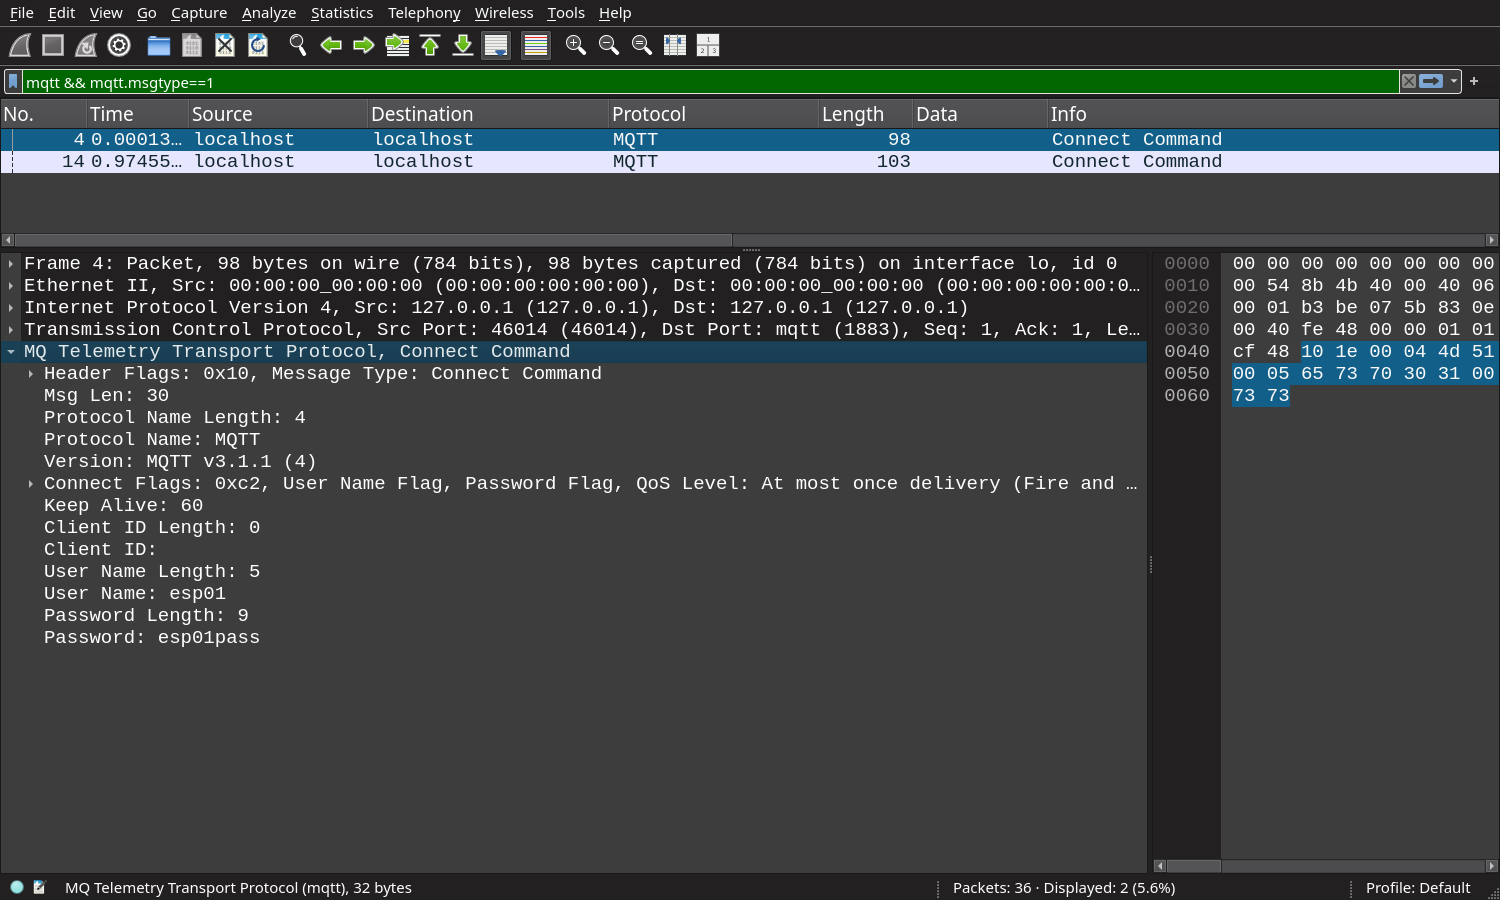 File Edit View Go Capture Analyze Statistics Telephony Wireless Tools Help
mqtt && mqtt.msgtype==1
No. Time Source Destination Protocol Length Data Info
4 0.00013… localhost localhost MQTT 98 Connect Command
14 0.97455… localhost localhost MQTT 103 Connect Command
Frame 4: Packet, 98 bytes on wire (784 bits), 98 bytes captured (784 bits) on interface lo, id 0
Ethernet II, Src: 00:00:00_00:00:00 (00:00:00:00:00:00), Dst: 00:00:00_00:00:00 (00:00:00:00:00:0…
Internet Protocol Version 4, Src: 127.0.0.1 (127.0.0.1), Dst: 127.0.0.1 (127.0.0.1)
Transmission Control Protocol, Src Port: 46014 (46014), Dst Port: mqtt (1883), Seq: 1, Ack: 1, Le…
MQ Telemetry Transport Protocol, Connect Command
Header Flags: 0x10, Message Type: Connect Command
Msg Len: 30
Protocol Name Length: 4
Protocol Name: MQTT
Version: MQTT v3.1.1 (4)
Connect Flags: 0xc2, User Name Flag, Password Flag, QoS Level: At most once delivery (Fire and …
Keep Alive: 60
Client ID Length: 0
Client ID:
User Name Length: 5
User Name: esp01
Password Length: 9
Password: esp01pass
0000 00 00 00 00 00 00 00 00
0010 00 54 8b 4b 40 00 40 06
0020 00 01 b3 be 07 5b 83 0e
0030 00 40 fe 48 00 00 01 01
0040 cf 48 10 1e 00 04 4d 51
0050 00 05 65 73 70 30 31 00
0060 73 73
MQ Telemetry Transport Protocol (mqtt), 32 bytes
Packets: 36 · Displayed: 2 (5.6%)
Profile: Default